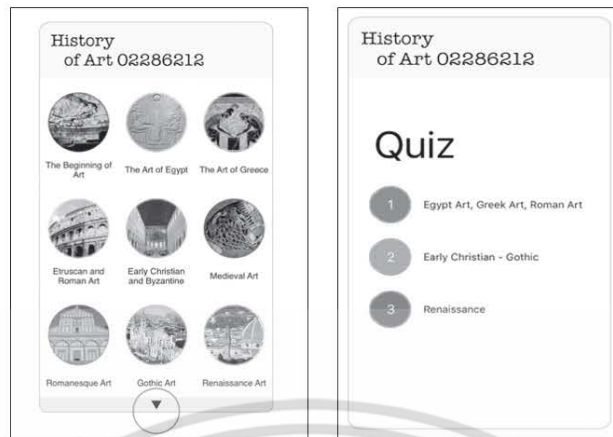 History
of Art 02286212
The Beginning of
Art
The Art of Egypt
The Art of Greece
Etruscan and
Roman Art
Early Christian
and Byzantine
Medieval Art
Romanesque Art
Gothic Art
Renaissance Art
History
of Art 02286212
Quiz
1 Egypt Art, Greek Art, Roman Art
2 Early Christian - Gothic
3 Renaissance